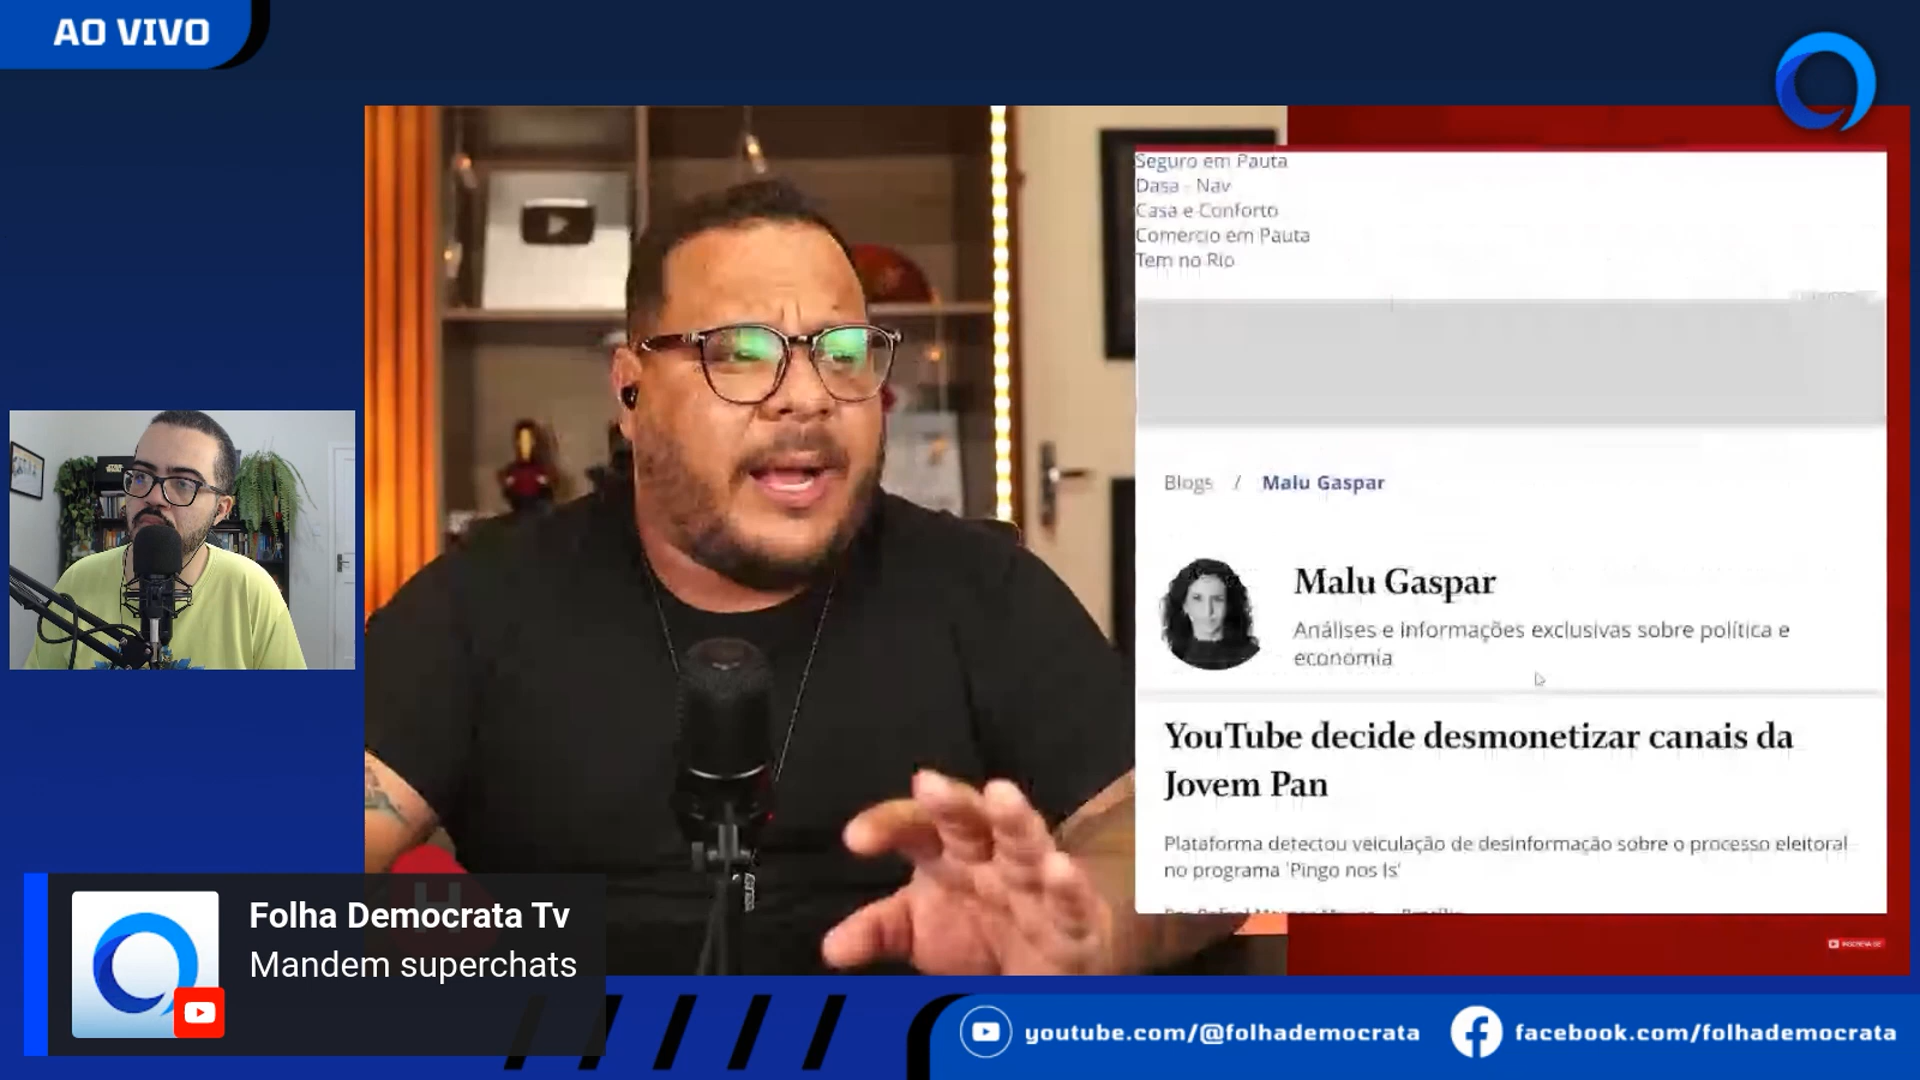 AO VIVO
Seguro em Pauta
Dasa - Nav
Casa e Conforto
Comercio em Pauta
Tem no Rio
Blogs / Malu Gaspar
Malu Gaspar
Análises e informações exclusivas sobre política e
economia
YouTube decide desmonetizar canais da
Jovem Pan
Plataforma detectou veiculação de desinformação sobre o processo eleitoral
no programa 'Pingo nos Is'
INSCREVA-SE
Folha Democrata Tv
Mandem superchats
youtube.com/@folhademocrata
facebook.com/folhademocrata